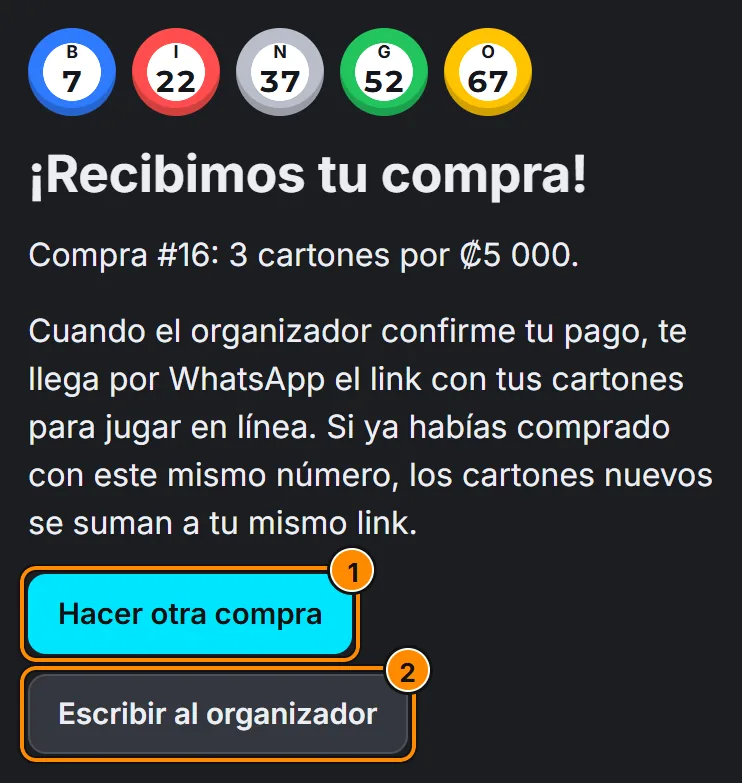 B I N G O
7 22 37 52 67
¡Recibimos tu compra!
Compra #16: 3 cartones por ₡5 000.
Cuando el organizador confirme tu pago, te
llega por WhatsApp el link con tus cartones
para jugar en línea. Si ya habías comprado
con este mismo número, los cartones nuevos
se suman a tu mismo link.
1
Hacer otra compra
2
Escribir al organizador